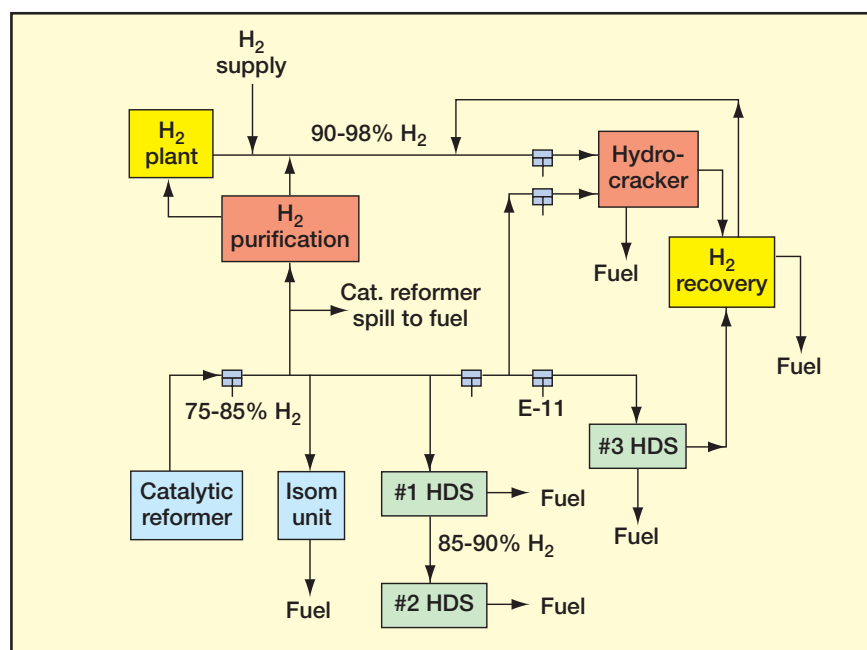 H2
supply
H2
plant
90-98% H2
Hydro-
cracker
H2
purification
Fuel
H2
recovery
Cat. reformer
spill to fuel
Fuel
75-85% H2
E-11
#3 HDS
Catalytic
reformer
Isom
unit
#1 HDS
Fuel
Fuel
85-90% H2
Fuel
#2 HDS
Fuel